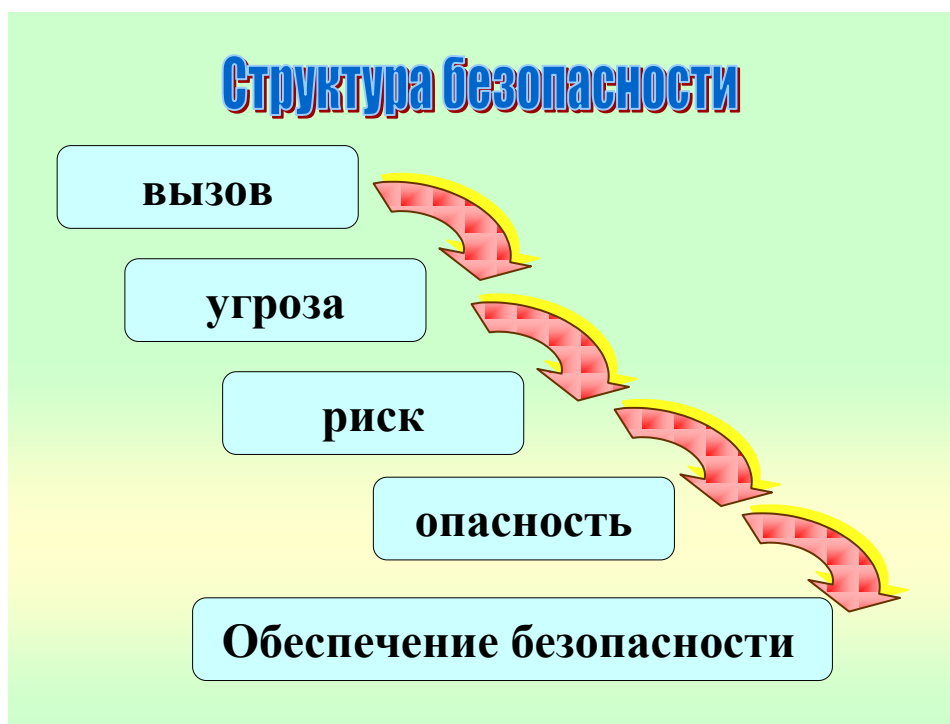 Структура безопасности
вызов
угроза
риск
опасность
Обеспечение безопасности